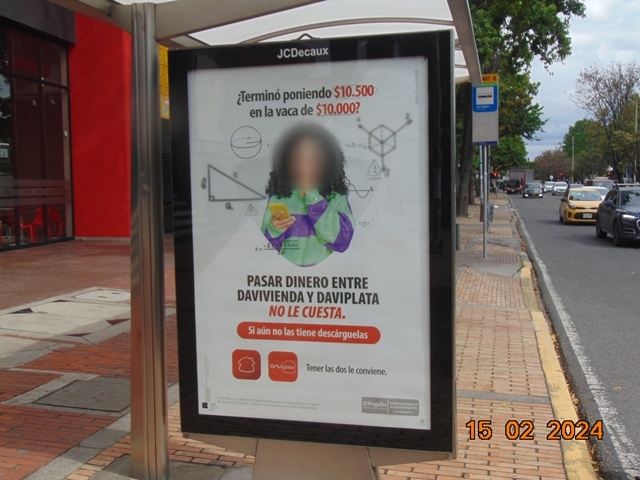 JCDecaux
¿Terminó poniendo $10.500
en la vaca de $10.000?
PASAR DINERO ENTRE
DAVIVIENDA Y DAVIPLATA
NO LE CUESTA.
Si aún no las tiene descárguelas
Tener las dos le conviene.
15 02 2024